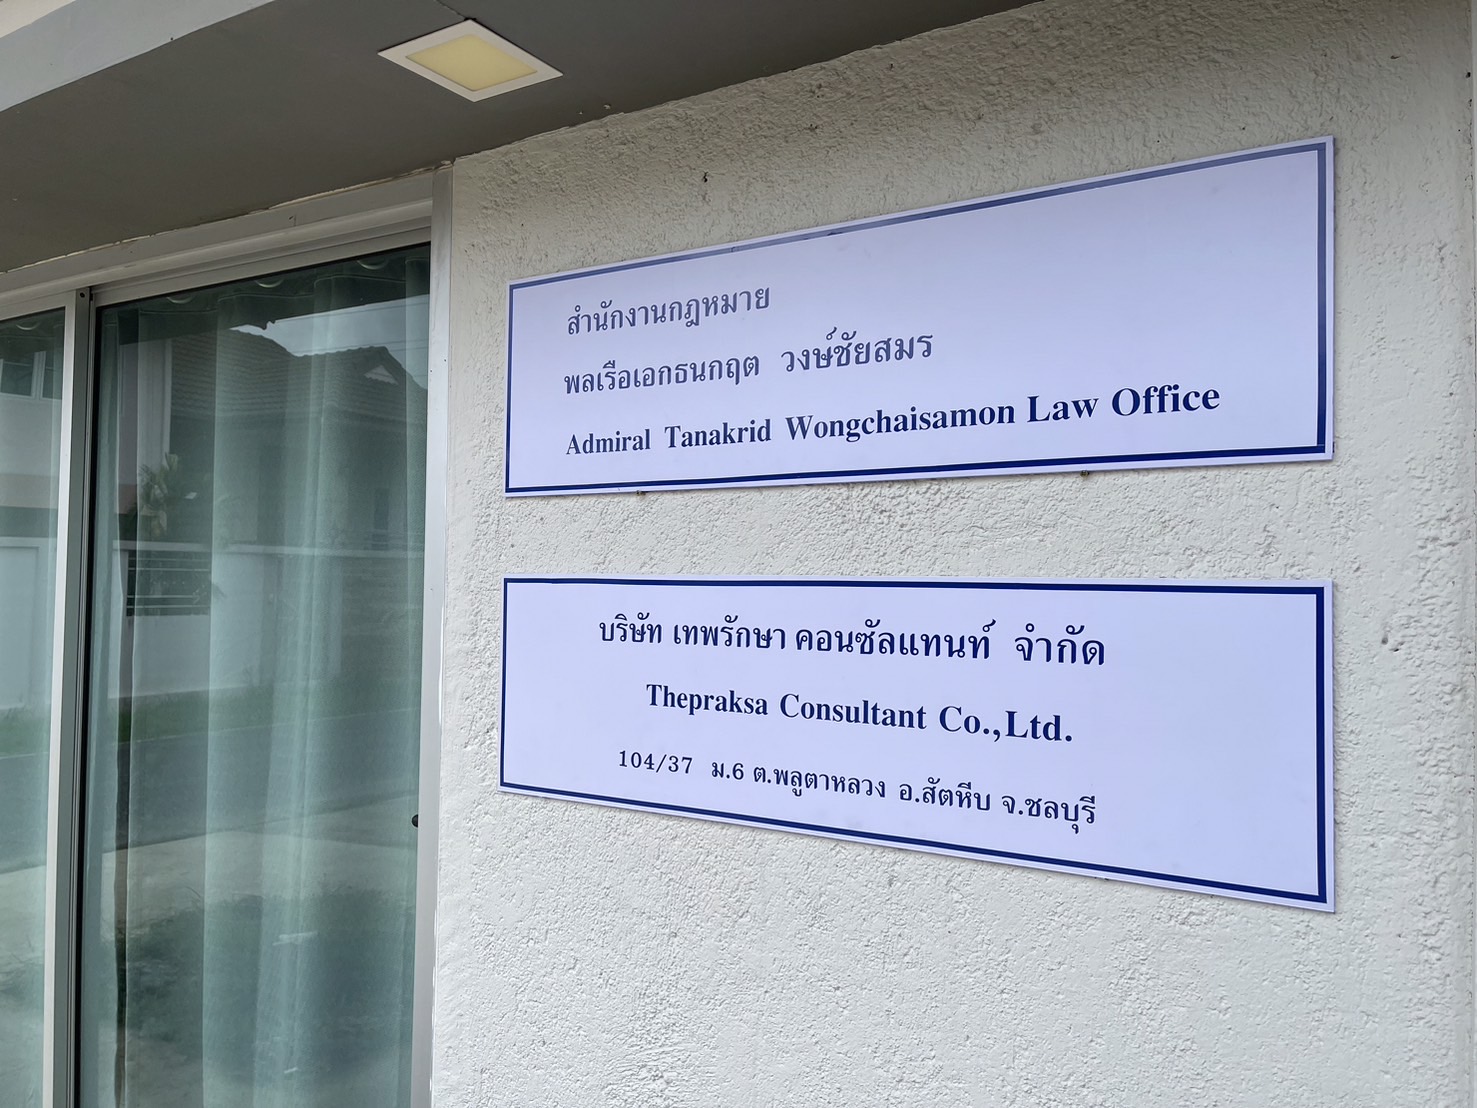 สำนักงานกฎหมาย
พลเรือเอกธนกฤต วงษ์ชัยสมร
Admiral Tanakrid Wongchaisamon Law Office
บริษัท เทพรักษา คอนซัลแทนท์ จำกัด
Thepraksa Consultant Co.,Ltd.
104/37 ม.6 ต.พลูตาหลวง อ.สัตหีบ จ.ชลบุรี